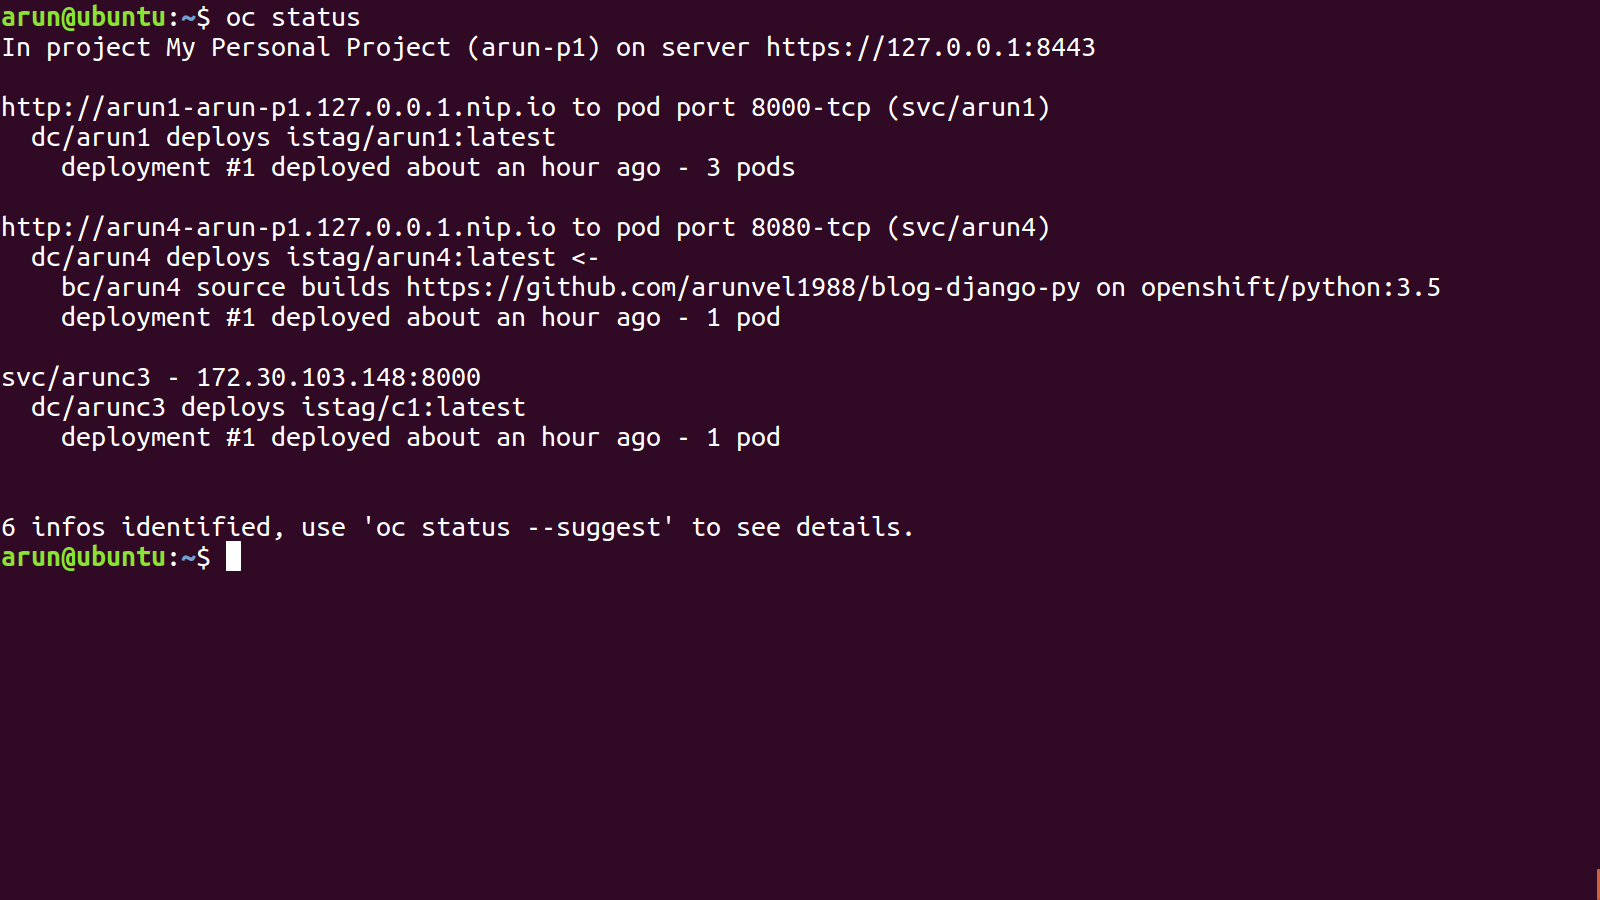 arun@ubuntu:~$ oc status
In project My Personal Project (arun-p1) on server https://127.0.0.1:8443
http://arun1-arun-p1.127.0.0.1.nip.io to pod port 8000-tcp (svc/arun1)
dc/arun1 deploys istag/arun1:latest
deployment #1 deployed about an hour ago - 3 pods
http://arun4-arun-p1.127.0.0.1.nip.io to pod port 8080-tcp (svc/arun4)
dc/arun4 deploys istag/arun4:latest <-
bc/arun4 source builds https://github.com/arunvel1988/blog-django-py on openshift/python:3.5
deployment #1 deployed about an hour ago - 1 pod
svc/arunc3 - 172.30.103.148:8000
dc/arunc3 deploys istag/c1:latest
deployment #1 deployed about an hour ago - 1 pod
6 infos identified, use 'oc status --suggest' to see details.
arun@ubuntu:~$